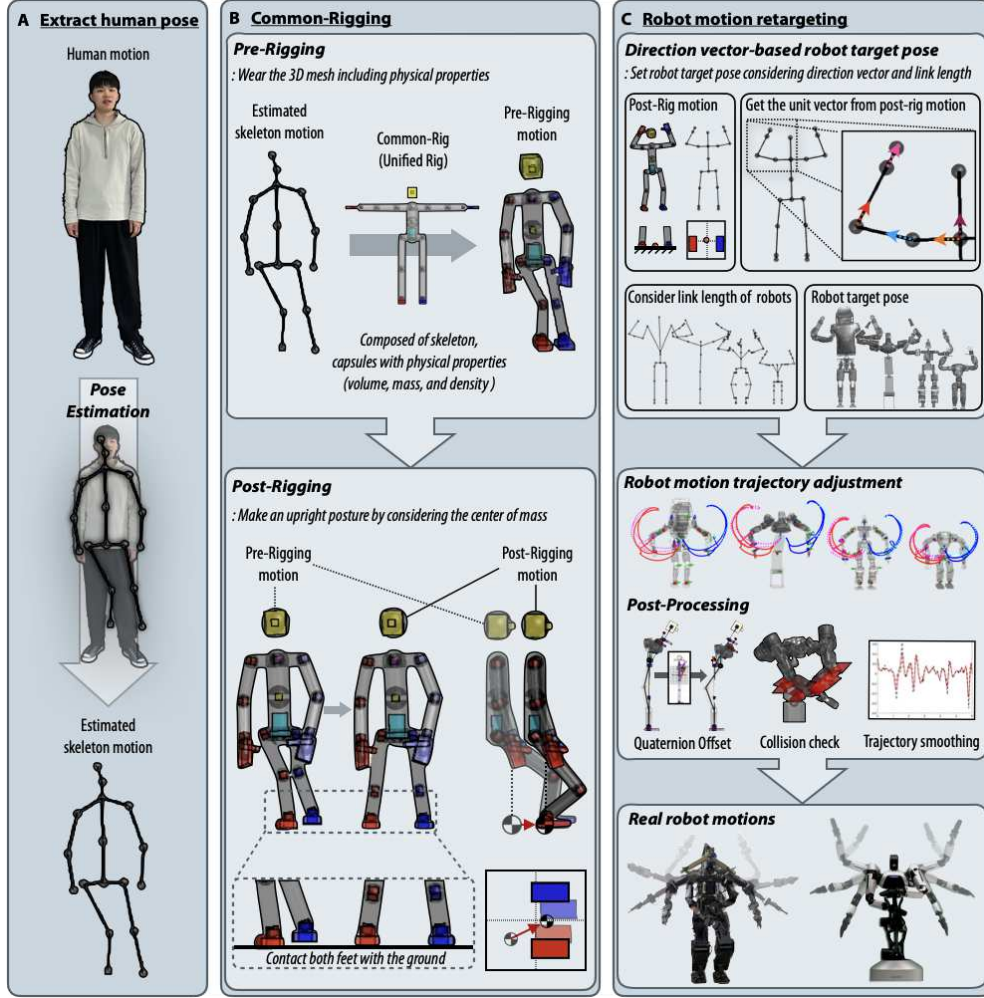 A Extract human pose
Human motion
Pose
Estimation
Estimated
skeleton motion
B Common-Rigging
Pre-Rigging
: Wear the 3D mesh including physical properties
Estimated
skeleton motion
Common-Rig
(Unified Rig)
Pre-Rigging
motion
Composed of skeleton,
capsules with physical properties
(volume, mass, and density )
Post-Rigging
: Make an upright posture by considering the center of mass
Pre-Rigging
motion
Post-Rigging
motion
Contact both feet with the ground
C Robot motion retargeting
Direction vector-based robot target pose
: Set robot target pose considering direction vector and link length
Post-Rig motion
Get the unit vector from post-rig motion
Consider link length of robots
Robot target pose
Robot motion trajectory adjustment
Post-Processing
Quaternion Offset
Collision check
Trajectory smoothing
Real robot motions